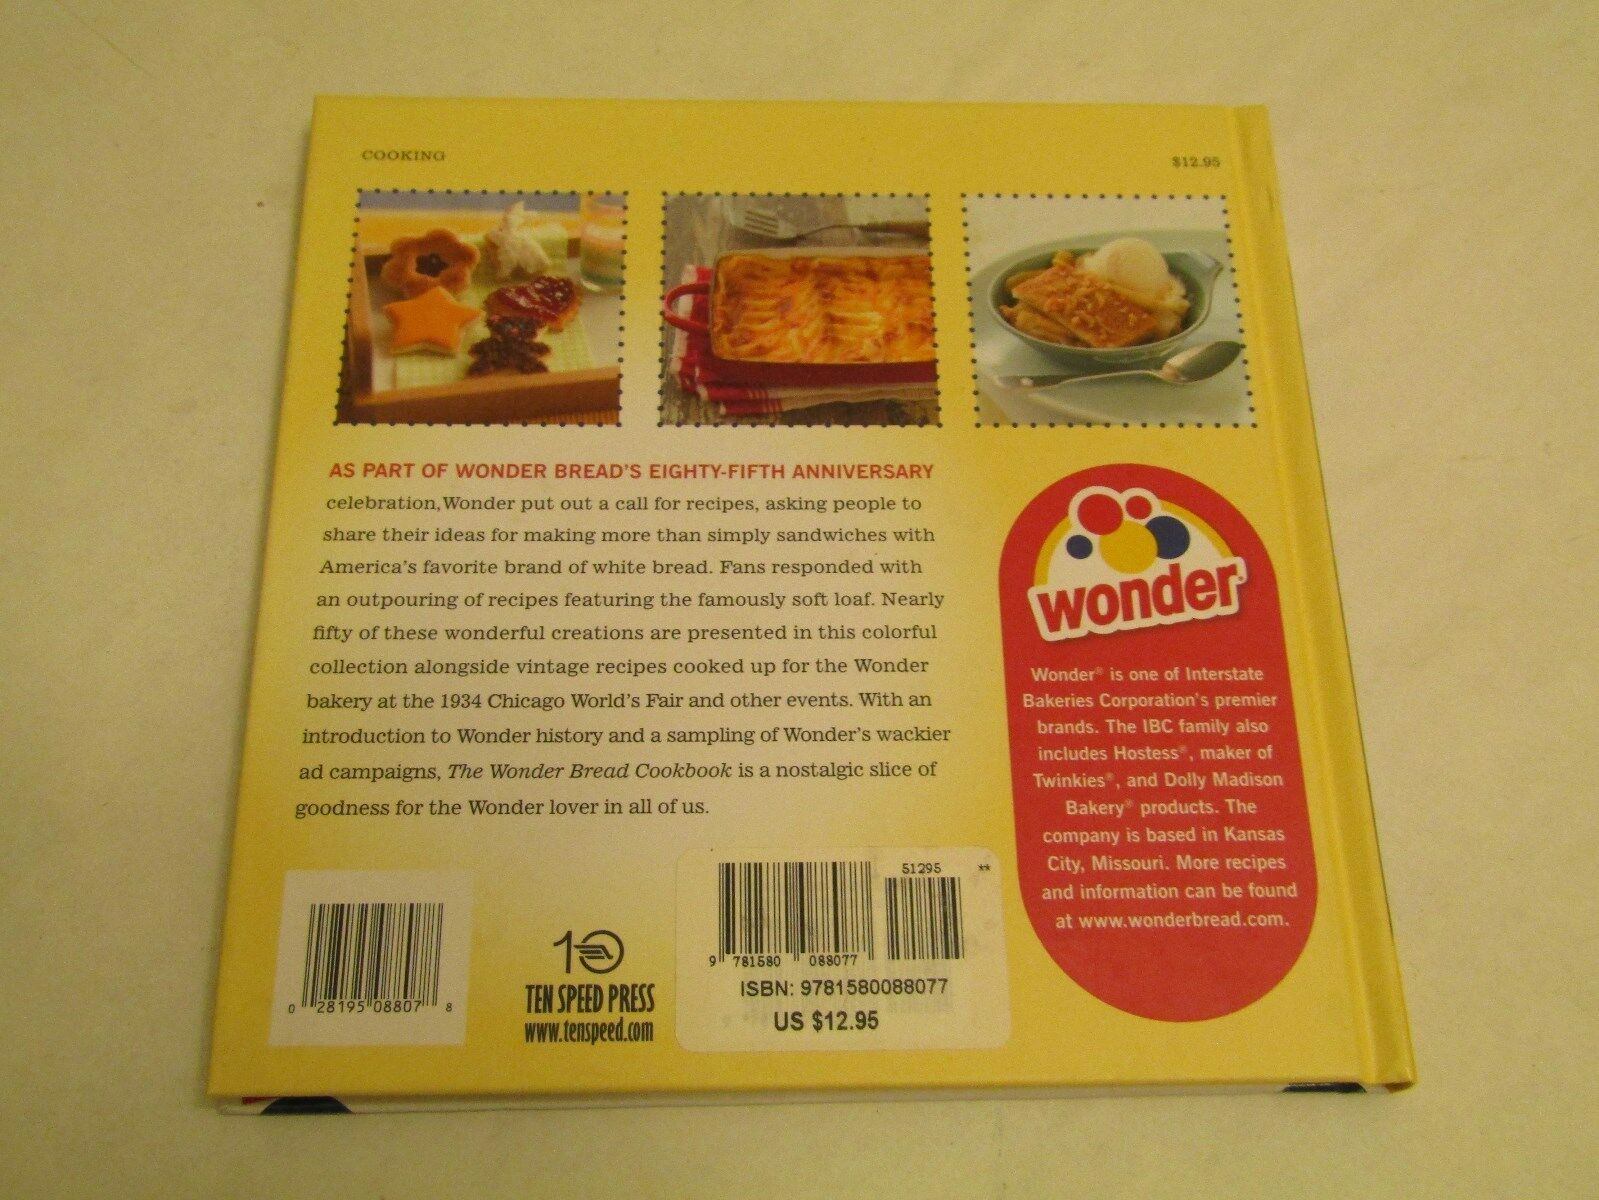 COOKING
$12.95
AS PART OF WONDER BREAD'S EIGHTY-FIFTH ANNIVERSARY
celebration, Wonder put out a call for recipes, asking people to
share their ideas for making more than simply sandwiches with
America's favorite brand of white bread. Fans responded with
an outpouring of recipes featuring the famously soft loaf. Nearly
fifty of these wonderful creations are presented in this colorful
collection alongside vintage recipes cooked up for the Wonder
bakery at the 1934 Chicago World's Fair and other events. With an
introduction to Wonder history and a sampling of Wonder's wackier
ad campaigns, The Wonder Bread Cookbook is a nostalgic slice of
goodness for the Wonder lover in all of us.
wonder®
Wonder® is one of Interstate
Bakeries Corporation's premier
brands. The IBC family also
includes Hostess®, maker of
Twinkies®, and Dolly Madison
Bakery® products. The
company is based in Kansas
City, Missouri. More recipes
and information can be found
at www.wonderbread.com.
0 28195 08807 8
10
TEN SPEED PRESS
www.tenspeed.com
51295 **
9 781580 088077
ISBN: 9781580088077
US $12.95